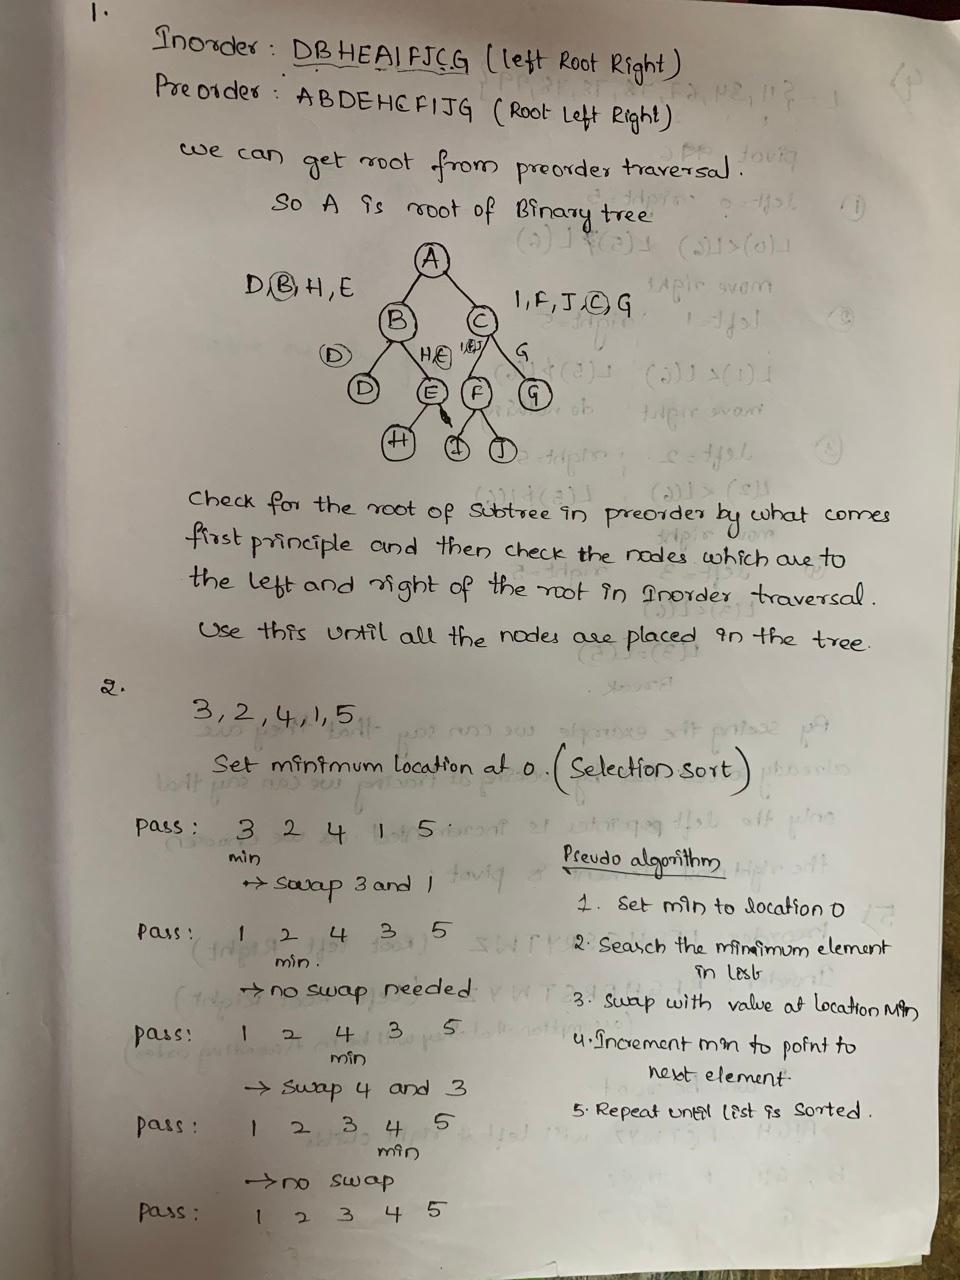 1.
Inorder : DBHEAIFJCG (left Root Right)
Preorder : ABDEHCFIJG (Root Left Right)
we can get root from preorder traversal.
So A is root of Binary tree
A
D,B,H,E
I,F,J,C,G
B C
D H,E I,F,J G
D E F G
H I J
Check for the root of subtree in preorder by what comes
first principle and then check the nodes which are to
the left and right of the root in Inorder traversal.
Use this until all the nodes are placed in the tree.
2.
3, 2, 4, 1, 5
Set minimum location at 0. (Selection sort)
pass : 3 2 4 1 5
min
→ Swap 3 and 1
pass : 1 2 4 3 5
min.
→ no swap needed
pass: 1 2 4 3 5
min
→ Swap 4 and 3
pass : 1 2 3 4 5
min
→ no swap
pass : 1 2 3 4 5
Pseudo algorithm
1. Set min to location 0
2. Search the minimum element
in list
3. Swap with value at location Min
4. Increment min to point to
next element
5. Repeat until list is sorted.